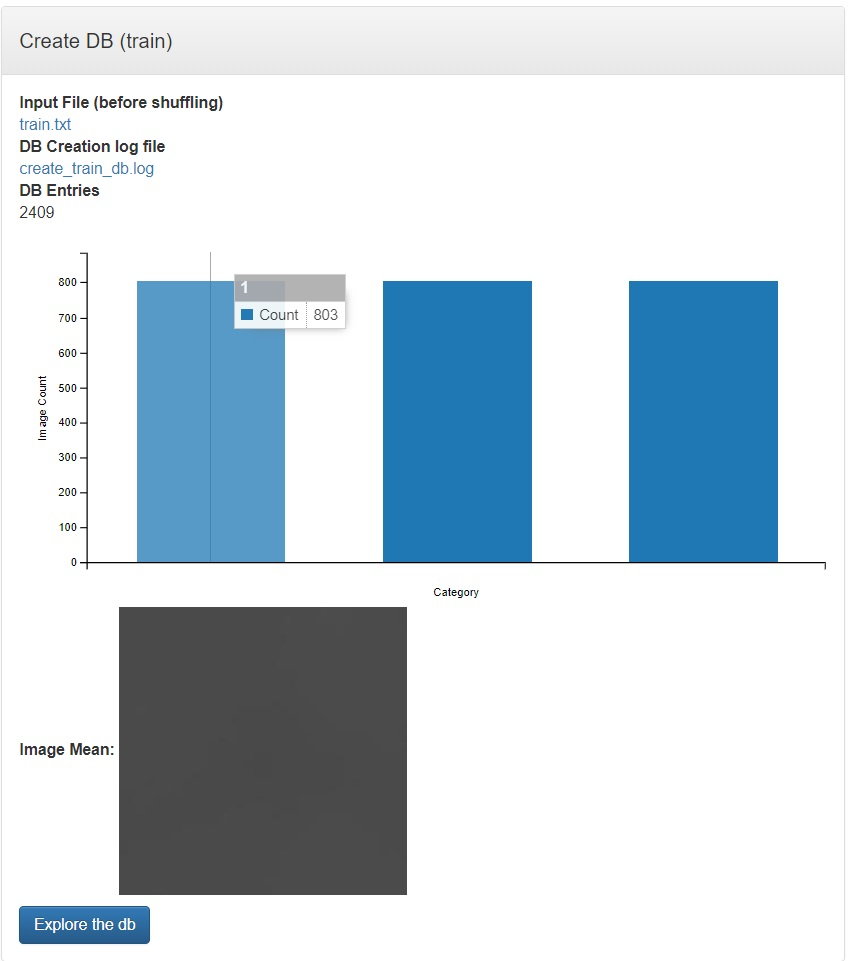 Create DB (train)
Input File (before shuffling)
train.txt
DB Creation log file
create_train_db.log
DB Entries
2409
800
700
600
500
400
300
200
100
0
Image Count
1
Count 803
Category
Image Mean:
Explore the db